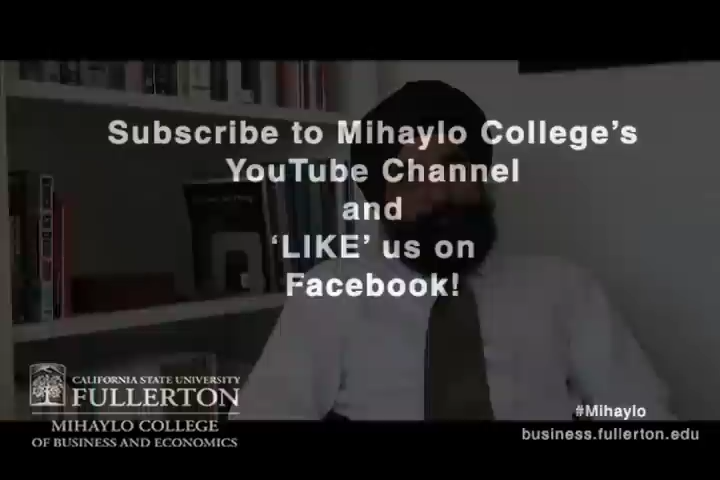 Subscribe to Mihaylo College's
YouTube Channel
and
‘LIKE’ us on
Facebook!
CALIFORNIA STATE UNIVERSITY
FULLERTON
MIHAYLO COLLEGE
OF BUSINESS AND ECONOMICS
#Mihaylo
business.fullerton.edu